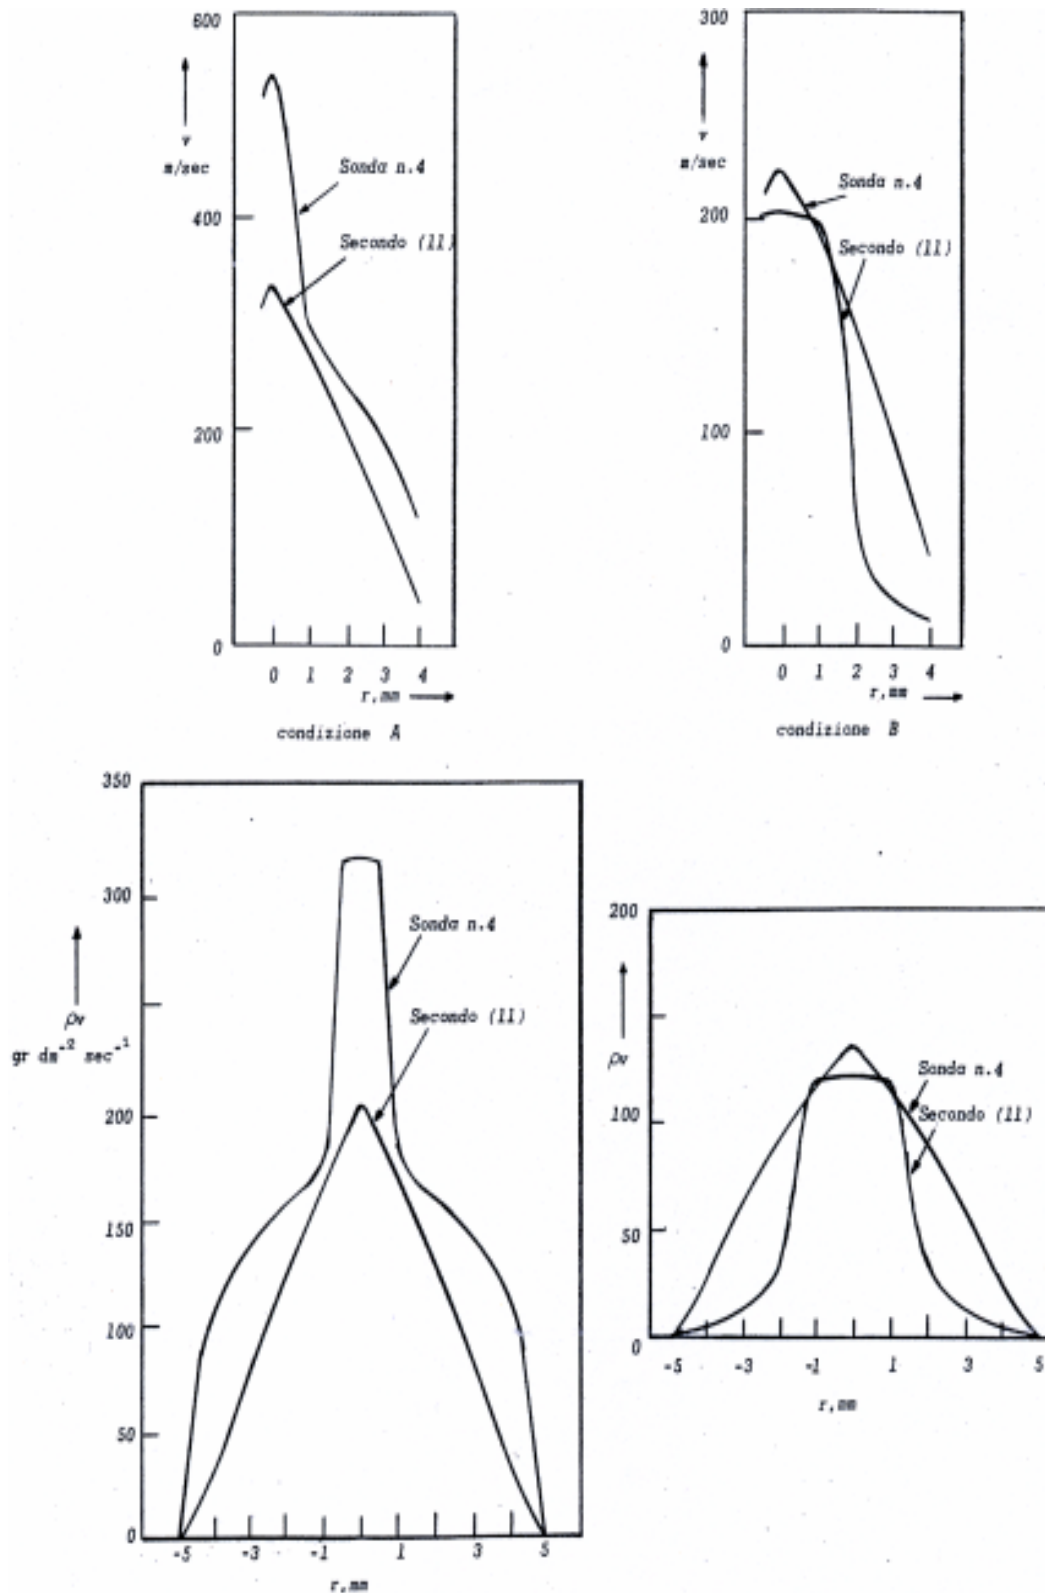 600
v
m/sec
Sonda n.4
400
Secondo (11)
200
0
0 1 2 3 4
r,mm
condizione A
300
v
m/sec
Sonda n.4
200
Secondo (11)
100
0
0 1 2 3 4
r,mm
condizione B
350
300
Sonda n.4
ρv
gr dm⁻² sec⁻¹
Secondo (11)
200
150
100
50
0
-5 -3 -1 1 3 5
r,mm
200
ρv
Sonda n.4
100
Secondo (11)
50
0
-5 -3 -1 1 3 5
r,mm